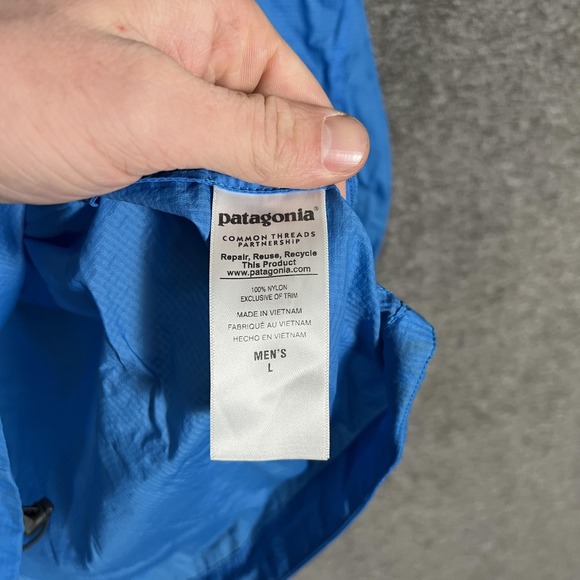 patagonia®
COMMON THREADS
PARTNERSHIP
Repair, Reuse, Recycle
This Product
www.patagonia.com
100% NYLON
EXCLUSIVE OF TRIM
MADE IN VIETNAM
FABRIQUÉ AU VIETNAM
HECHO EN VIETNAM
MEN'S
L